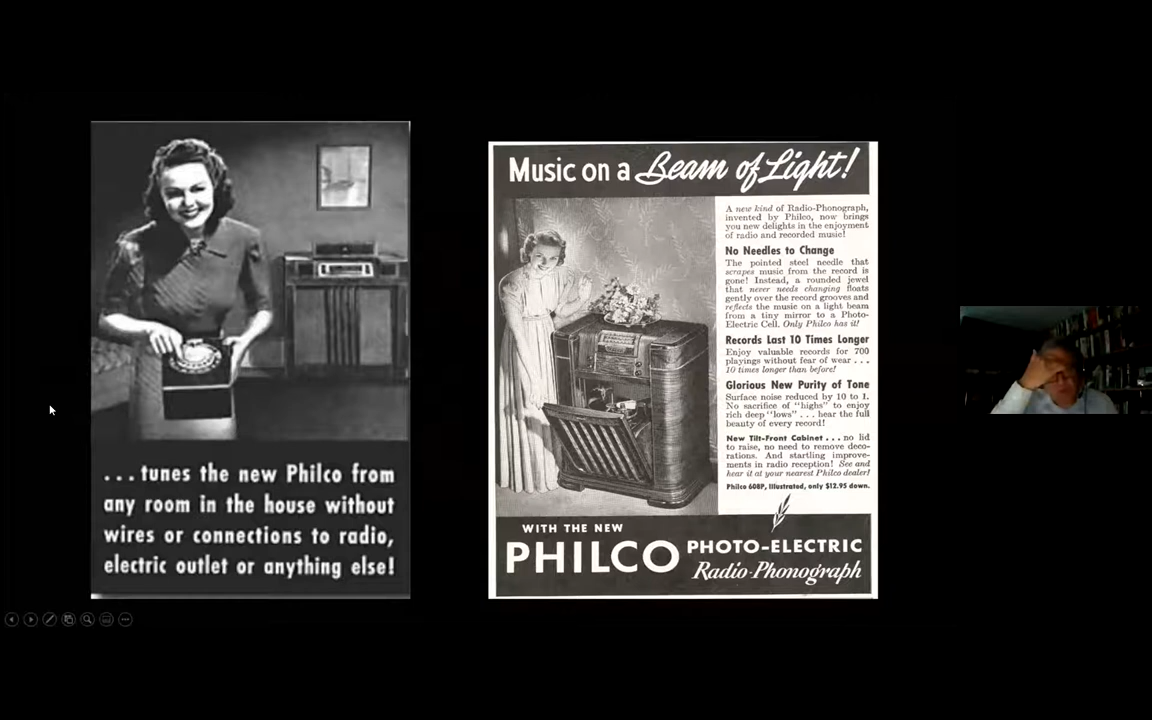 ...tunes the new Philco from
any room in the house without
wires or connections to radio,
electric outlet or anything else!
Music on a Beam of Light!
A new kind of Radio-Phonograph,
invented by Philco, now brings
you new delights in the enjoyment
of radio and recorded music!
No Needles to Change
The pointed steel needle that
scrapes music from the record is
gone! Instead, a rounded jewel
that never needs changing floats
gently over the record grooves and
reflects the music on a light beam
from a tiny mirror to a Photo-
Electric Cell. Only Philco has it!
Records Last 10 Times Longer
Enjoy valuable records for 700
playings without fear of wear...
10 times longer than before!
Glorious New Purity of Tone
Surface noise reduced by 10 to 1.
No sacrifice of "highs" to enjoy
rich deep "lows"... hear the full
beauty of every record!
New Tilt-Front Cabinet... no lid
to raise, no need to remove deco-
rations. And startling improve-
ments in radio reception! See and
hear it at your nearest Philco dealer!
Philco 608P, Illustrated, only $12.95 down.
WITH THE NEW
PHILCO PHOTO-ELECTRIC
Radio-Phonograph